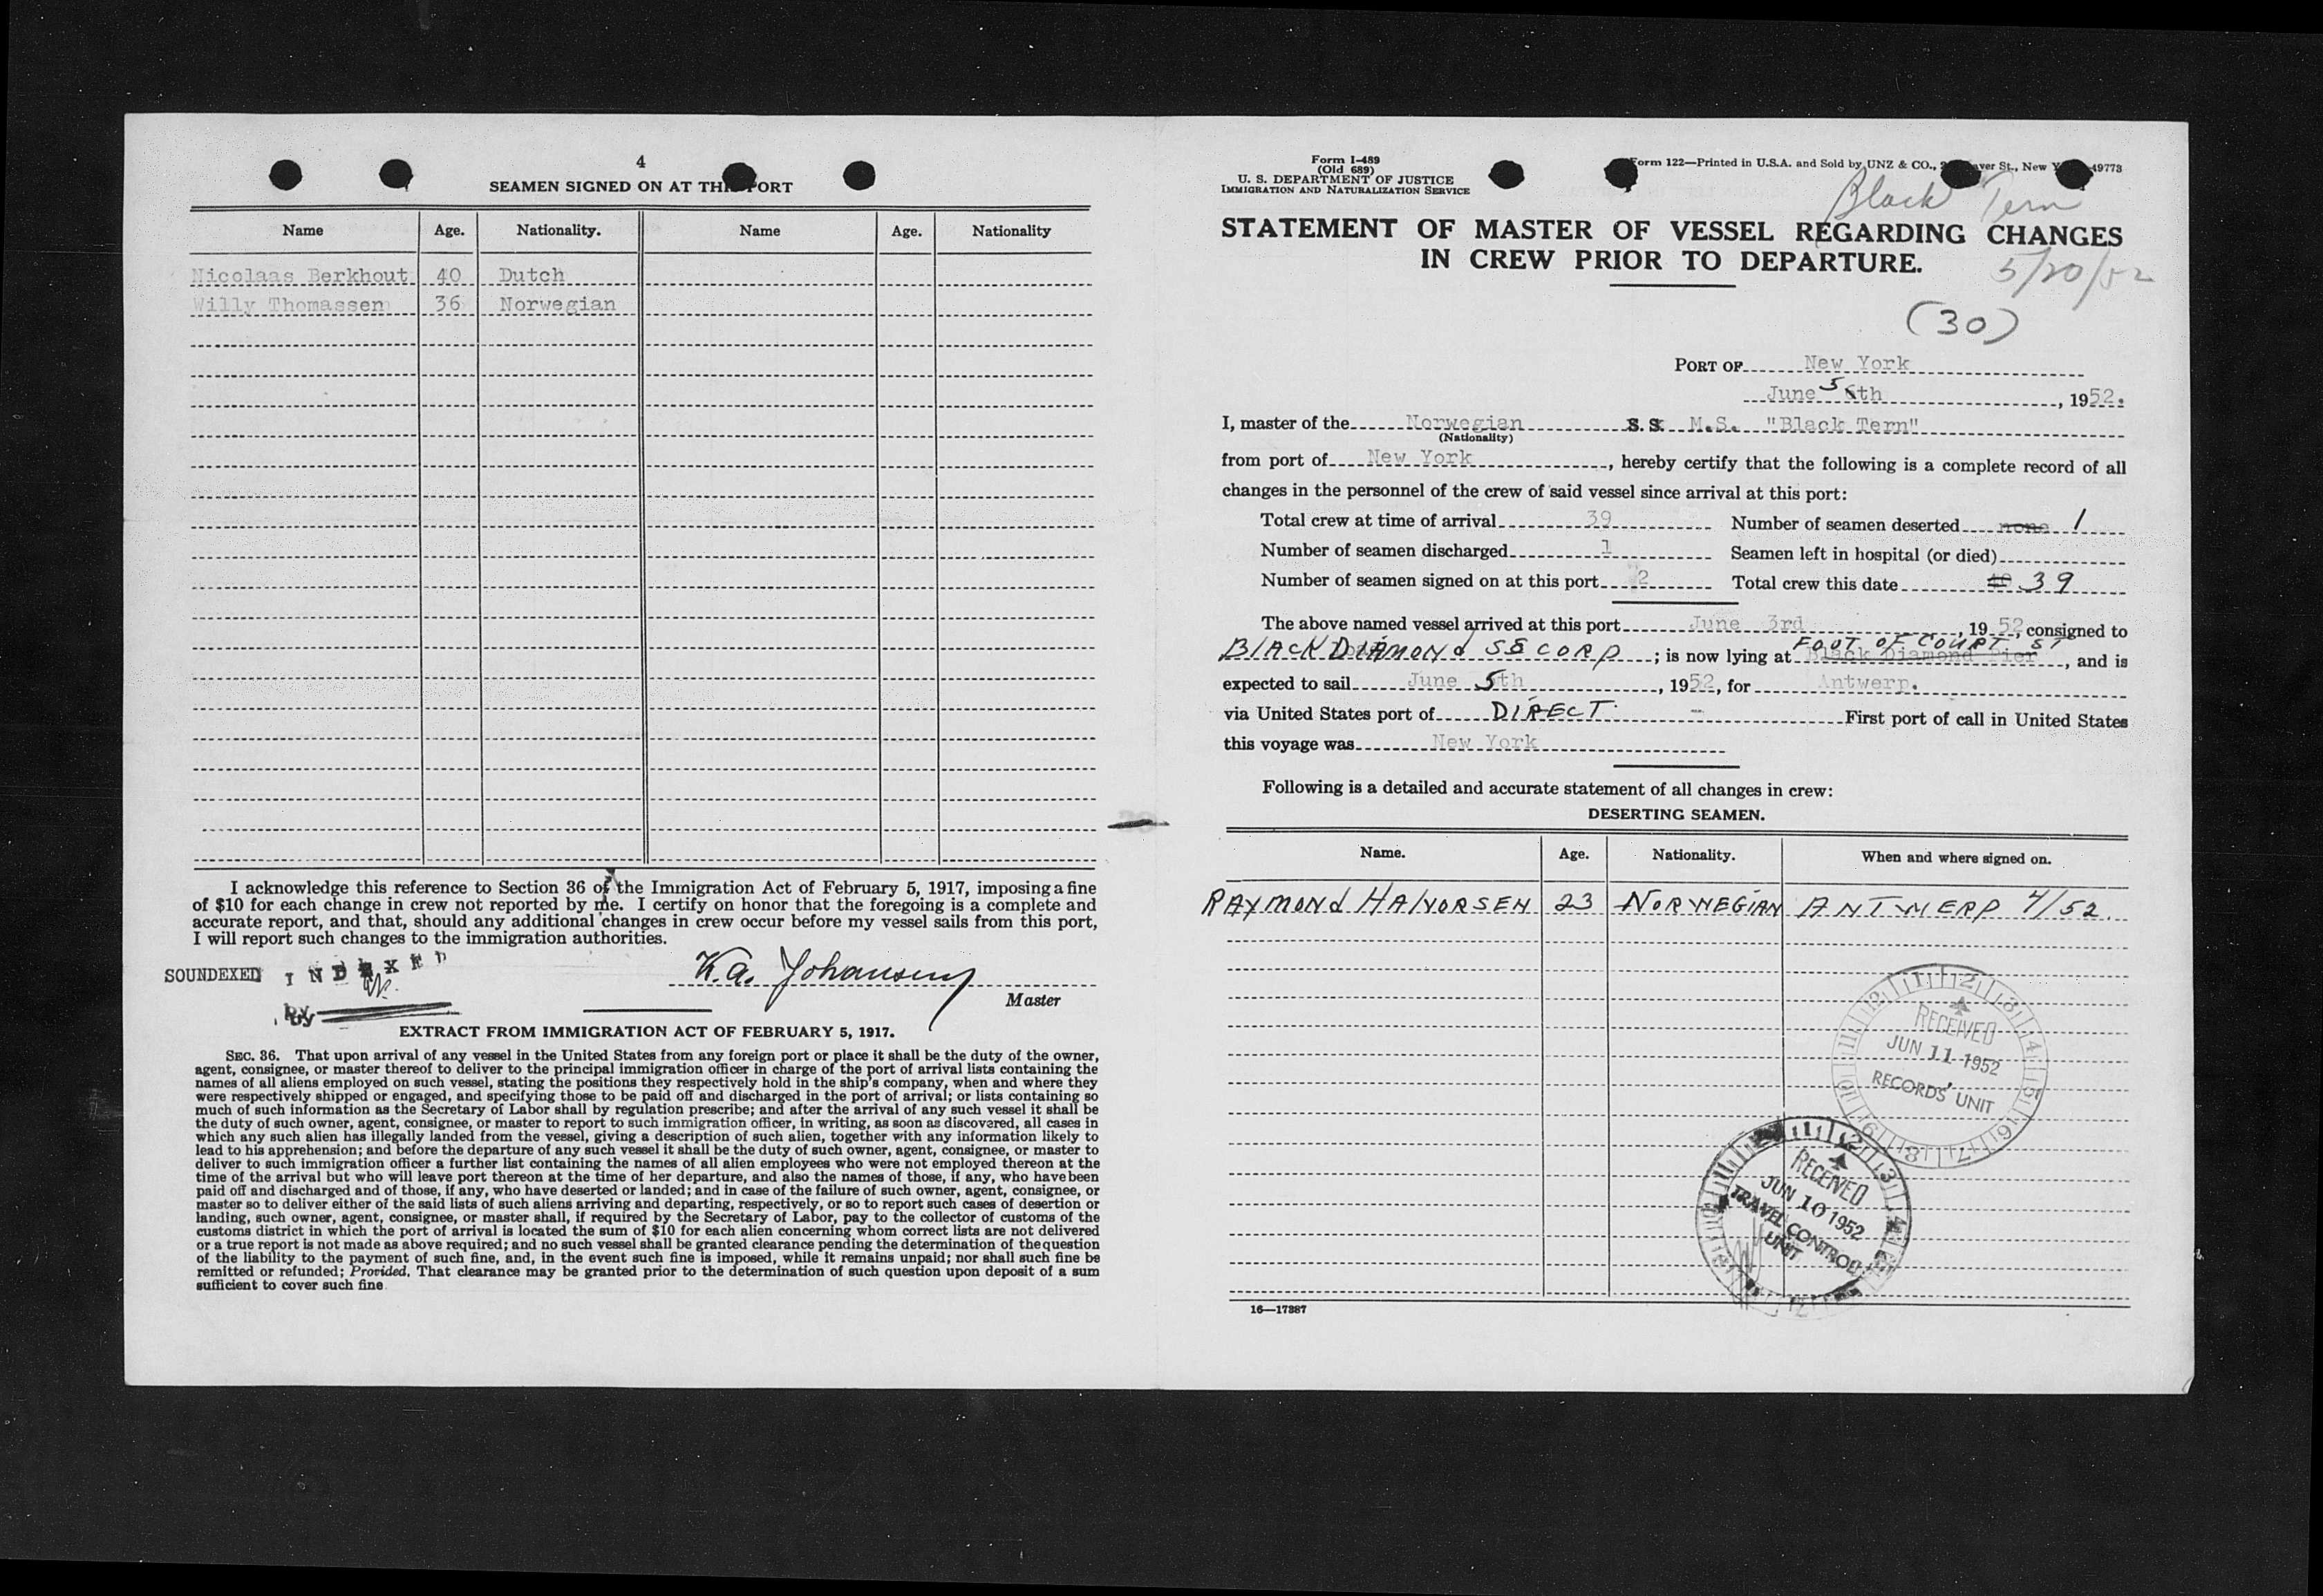 4
SEAMEN SIGNED ON AT THIS PORT
Name Age. Nationality. Name Age. Nationality
Nicolaas Berkhout 40 Dutch
Willy Thomassen 36 Norwegian
I acknowledge this reference to Section 36 of the Immigration Act of February 5, 1917, imposing a fine
of $10 for each change in crew not reported by me. I certify on honor that the foregoing is a complete and
accurate report, and that, should any additional changes in crew occur before my vessel sails from this port,
I will report such changes to the immigration authorities.
SOUNDEXED INDEXED
by
K. A. Johansen
Master
EXTRACT FROM IMMIGRATION ACT OF FEBRUARY 5, 1917.
SEC. 36. That upon arrival of any vessel in the United States from any foreign port or place it shall be the duty of the owner,
agent, consignee, or master thereof to deliver to the principal immigration officer in charge of the port of arrival lists containing the
names of all aliens employed on such vessel, stating the positions they respectively hold in the ship's company, when and where they
were respectively shipped or engaged, and specifying those to be paid off and discharged in the port of arrival; or lists containing so
much of such information as the Secretary of Labor shall by regulation prescribe; and after the arrival of any such vessel it shall be
the duty of such owner, agent, consignee, or master to report to such immigration officer, in writing, as soon as discovered, all cases in
which any such alien has illegally landed from the vessel, giving a description of such alien, together with any information likely to
lead to his apprehension; and before the departure of any such vessel it shall be the duty of such owner, agent, consignee, or master to
deliver to such immigration officer a further list containing the names of all alien employees who were not employed thereon at the
time of the arrival but who will leave port thereon at the time of her departure, and also the names of those, if any, who have been
paid off and discharged and of those, if any, who have deserted or landed; and in case of the failure of such owner, agent, consignee, or
master so to deliver either of the said lists of such aliens arriving and departing, respectively, or so to report such cases of desertion or
landing, such owner, agent, consignee, or master shall, if required by the Secretary of Labor, pay to the collector of customs of the
customs district in which the port of arrival is located the sum of $10 for each alien concerning whom correct lists are not delivered
or a true report is not made as above required; and no such vessel shall be granted clearance pending the determination of the question
of the liability to the payment of such fine, and, in the event such fine is imposed, while it remains unpaid; nor shall such fine be
remitted or refunded; Provided, That clearance may be granted prior to the determination of such question upon deposit of a sum
sufficient to cover such fine
Form I-489
(Old 689)
U. S. DEPARTMENT OF JUSTICE
IMMIGRATION AND NATURALIZATION SERVICE
Form 122—Printed in U.S.A. and Sold by UNZ & CO., St., New 49773
Black Tern
STATEMENT OF MASTER OF VESSEL REGARDING CHANGES
IN CREW PRIOR TO DEPARTURE.
5/20/52
(30)
PORT OF New York
June 5 th, 1952.
I, master of the Norwegian S. S. M.S. "Black Tern"
(Nationality)
from port of New York, hereby certify that the following is a complete record of all
changes in the personnel of the crew of said vessel since arrival at this port:
Total crew at time of arrival 39 Number of seamen deserted none 1
Number of seamen discharged 1 Seamen left in hospital (or died)
Number of seamen signed on at this port 2 Total crew this date 40 39
The above named vessel arrived at this port June 3rd, 1952, consigned to
BLACK DIAMOND SS CORP; is now lying at Black Diamond Pier FOOT OF COURT ST, and is
expected to sail June 5th, 1952, for Antwerp.
via United States port of DIRECT First port of call in United States
this voyage was New York
Following is a detailed and accurate statement of all changes in crew:
DESERTING SEAMEN.
Name. Age. Nationality. When and where signed on.
RAYMOND HALVORSEN 23 NORWEGIAN ANTWERP 4/52.
RECEIVED
JUN 11 1952
RECORDS UNIT
RECEIVED
JUN 10 1952
TRAVEL CONTROL
UNIT
16—17387